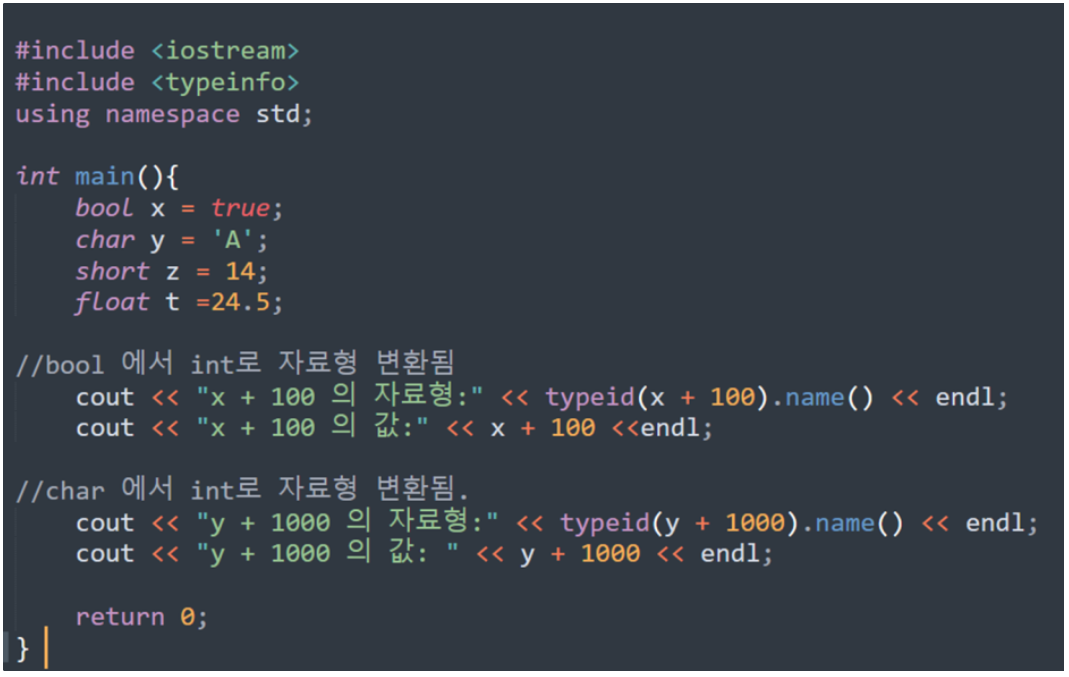 #include <iostream>
#include <typeinfo>
using namespace std;
int main(){
bool x = true;
char y = 'A';
short z = 14;
float t =24.5;
//bool 에서 int로 자료형 변환됨
cout << "x + 100 의 자료형:" << typeid(x + 100).name() << endl;
cout << "x + 100 의 값:" << x + 100 <<endl;
//char 에서 int로 자료형 변환됨.
cout << "y + 1000 의 자료형:" << typeid(y + 1000).name() << endl;
cout << "y + 1000 의 값: " << y + 1000 << endl;
return 0;
}